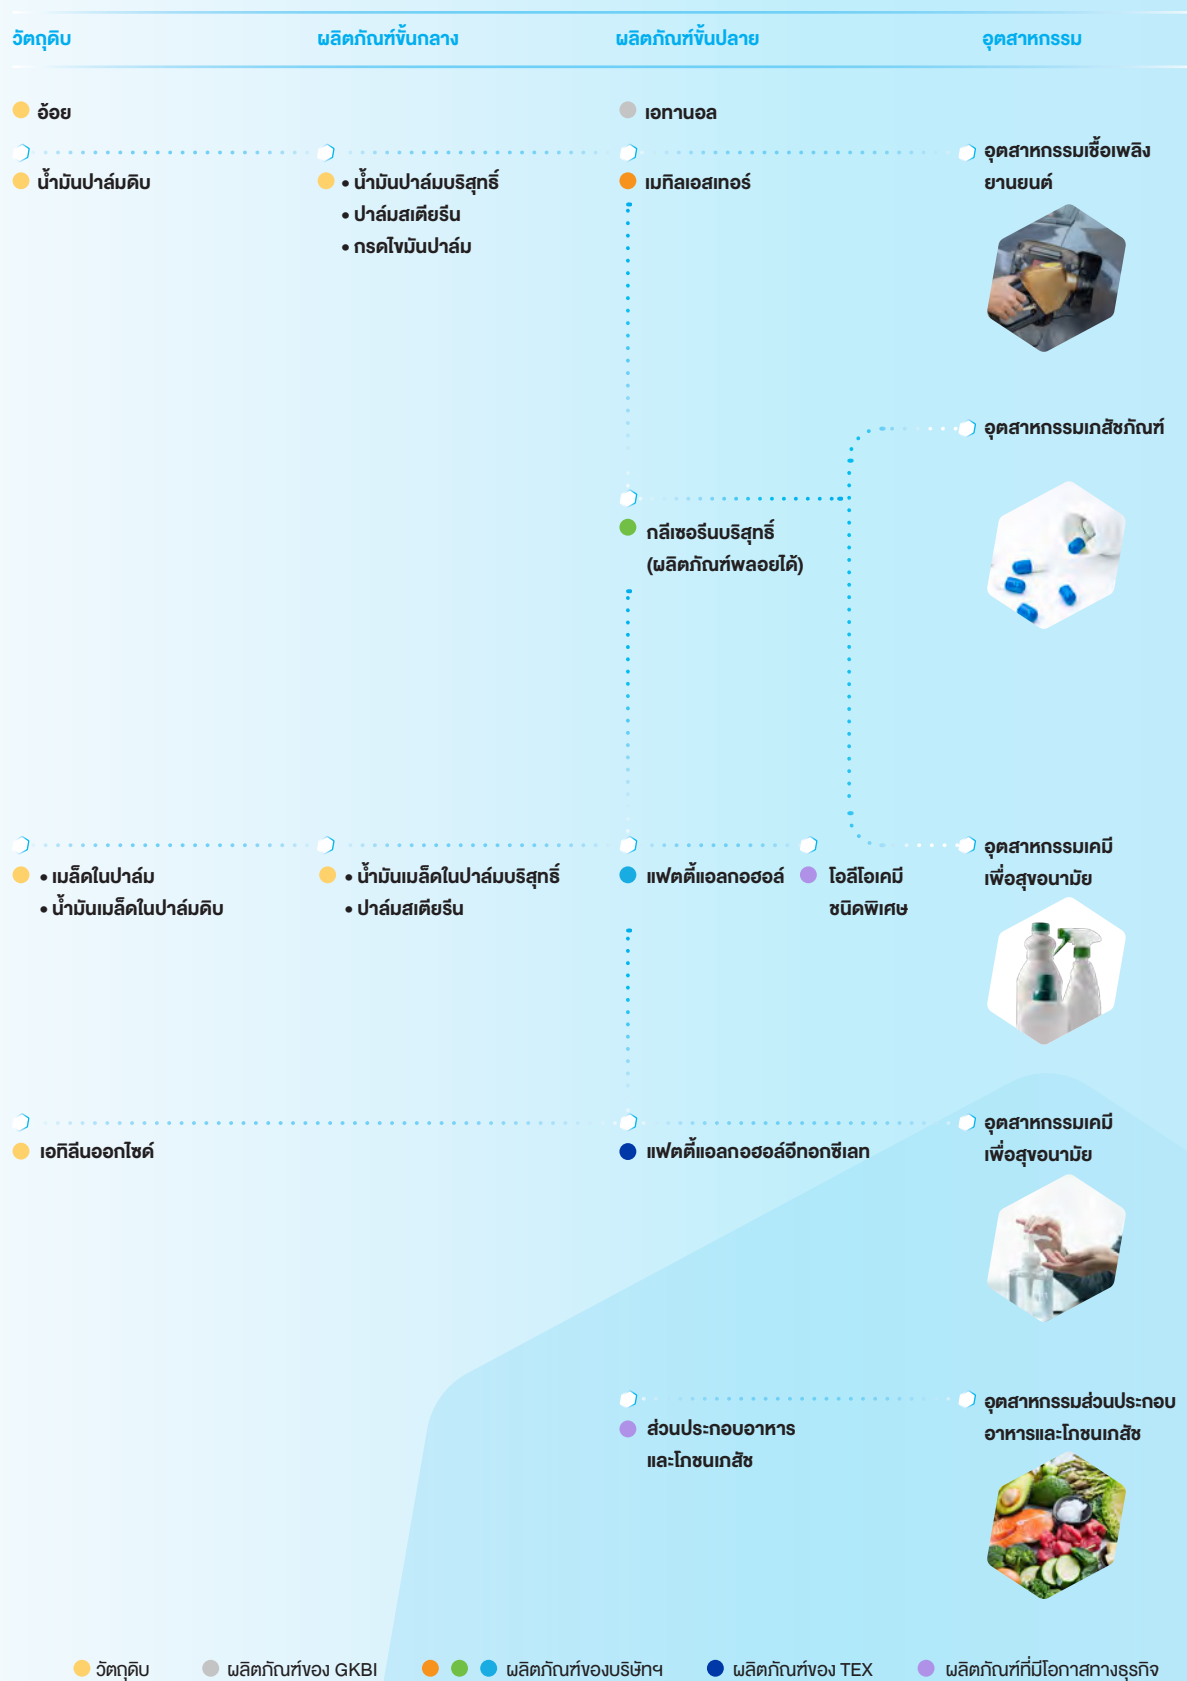 วัตถุดิบ
ผลิตภัณฑ์ขั้นกลาง
ผลิตภัณฑ์ขั้นปลาย
อุตสาหกรรม
อ้อย
เอทานอล
น้ำมันปาล์มดิบ
• น้ำมันปาล์มบริสุทธิ์
• ปาล์มสเตียรีน
• กรดไขมันปาล์ม
เมทิลเอสเทอร์
อุตสาหกรรมเชื้อเพลิง
ยานยนต์
อุตสาหกรรมเภสัชภัณฑ์
กลีเซอรีนบริสุทธิ์
(ผลิตภัณฑ์พลอยได้)
• เมล็ดในปาล์ม
• น้ำมันเมล็ดในปาล์มดิบ
• น้ำมันเมล็ดในปาล์มบริสุทธิ์
• ปาล์มสเตียรีน
แฟตตี้แอลกอฮอล์
โอลีโอเคมี
ชนิดพิเศษ
อุตสาหกรรมเคมี
เพื่อสุขอนามัย
เอทิลีนออกไซด์
แฟตตี้แอลกอฮอล์อีทอกซีเลท
อุตสาหกรรมเคมี
เพื่อสุขอนามัย
ส่วนประกอบอาหาร
และโภชนเภสัช
อุตสาหกรรมส่วนประกอบ
อาหารและโภชนเภสัช
วัตถุดิบ
ผลิตภัณฑ์ของ GKBI
ผลิตภัณฑ์ของบริษัทฯ
ผลิตภัณฑ์ของ TEX
ผลิตภัณฑ์ที่มีโอกาสทางธุรกิจ